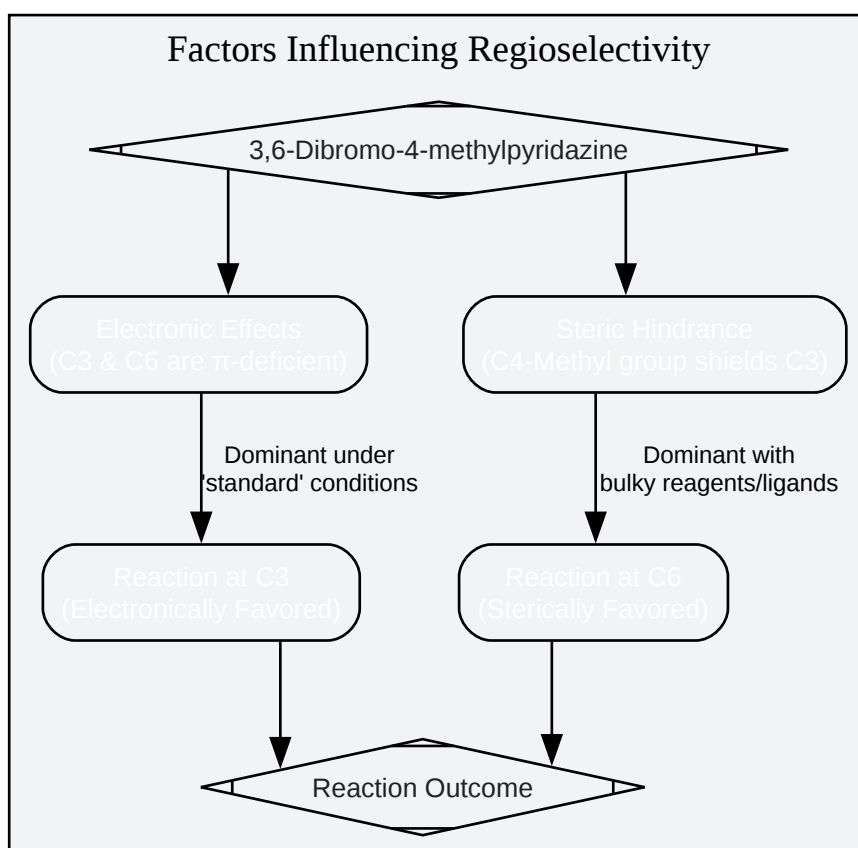 Factors Influencing Regioselectivity
3,6-Dibromo-4-methylpyridazine
Electronic Effects
(C3 & C6 are π-deficient)
Steric Hindrance
(C4-Methyl group shields C3)
Dominant under
'standard' conditions
Dominant with
bulky reagents/ligands
Reaction at C3
(Electronically Favored)
Reaction at C6
(Sterically Favored)
Reaction Outcome